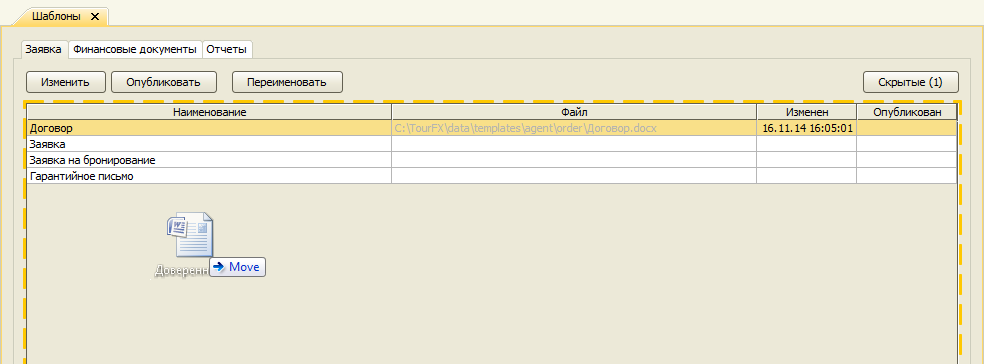 Шаблоны
Заявка Финансовые документы Отчеты
Изменить Опубликовать Переименовать Скрытые (1)
Наименование Файл Изменен Опубликован
Договор C:\TourFX\data\templates\agent\order\Договор.docx 16.11.14 16:05:01
Заявка
Заявка на бронирование
Гарантийное письмо
Move